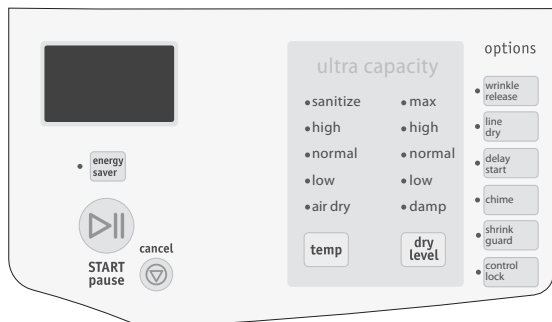 energy
saver
START
pause
cancel
ultra capacity
sanitize
high
normal
low
air dry
temp
max
high
normal
low
damp
dry
level
options
wrinkle
release
line
dry
delay
start
chime
shrink
guard
control
lock